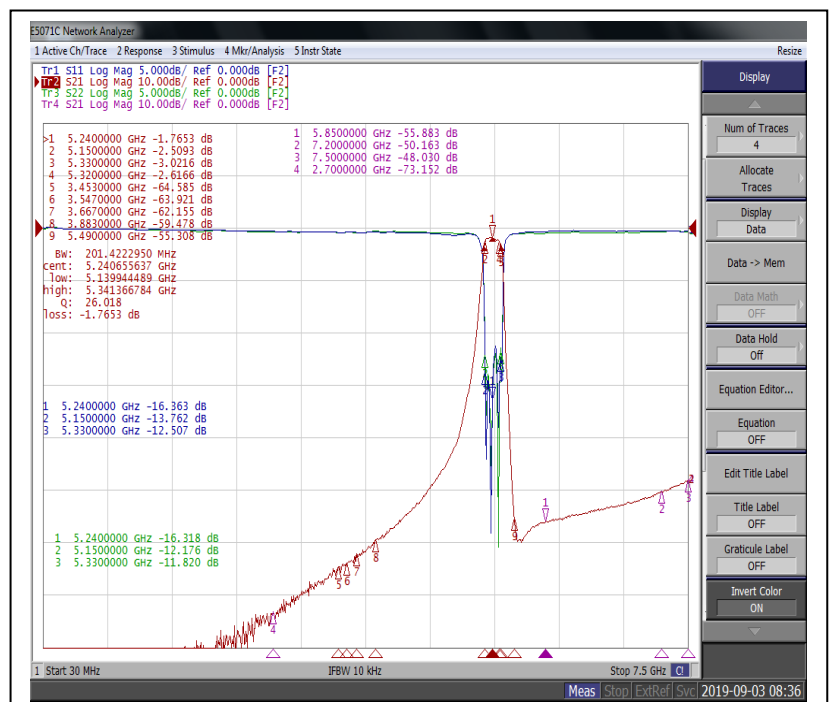 E5071C Network Analyzer
1 Active Ch/Trace 2 Response 3 Stimulus 4 Mkr/Analysis 5 Instr State Resize
Tr1 S11 Log Mag 5.000dB/ Ref 0.000dB [F2]
Tr2 S21 Log Mag 10.00dB/ Ref 0.000dB [F2]
Tr3 S22 Log Mag 5.000dB/ Ref 0.000dB [F2]
Tr4 S21 Log Mag 10.00dB/ Ref 0.000dB [F2]
>1 5.2400000 GHz -1.7653 dB
2 5.1500000 GHz -2.5093 dB
3 5.3300000 GHz -3.0216 dB
4 5.3200000 GHz -2.6166 dB
5 3.4530000 GHz -64.585 dB
6 3.5470000 GHz -63.921 dB
7 3.6670000 GHz -62.155 dB
8 3.8830000 GHz -59.478 dB
9 5.4900000 GHz -55.308 dB
BW: 201.4222950 MHz
cent: 5.240655637 GHz
low: 5.139944489 GHz
high: 5.341366784 GHz
Q: 26.018
loss: -1.7653 dB
1 5.8500000 GHz -55.883 dB
2 7.2000000 GHz -50.163 dB
3 7.5000000 GHz -48.030 dB
4 2.7000000 GHz -73.152 dB
1 5.2400000 GHz -16.363 dB
2 5.1500000 GHz -13.762 dB
3 5.3300000 GHz -12.507 dB
1 5.2400000 GHz -16.318 dB
2 5.1500000 GHz -12.176 dB
3 5.3300000 GHz -11.820 dB
1
1
1
2
3
4
5
6
7
8
9
Display
Num of Traces
4
Allocate
Traces
Display
Data
Data -> Mem
Data Math
OFF
Data Hold
Off
Equation Editor...
Equation
OFF
Edit Title Label
Title Label
OFF
Graticule Label
OFF
Invert Color
ON
1 Start 30 MHz IFBW 10 kHz Stop 7.5 GHz C!
Meas Stop ExtRef Svc 2019-09-03 08:36